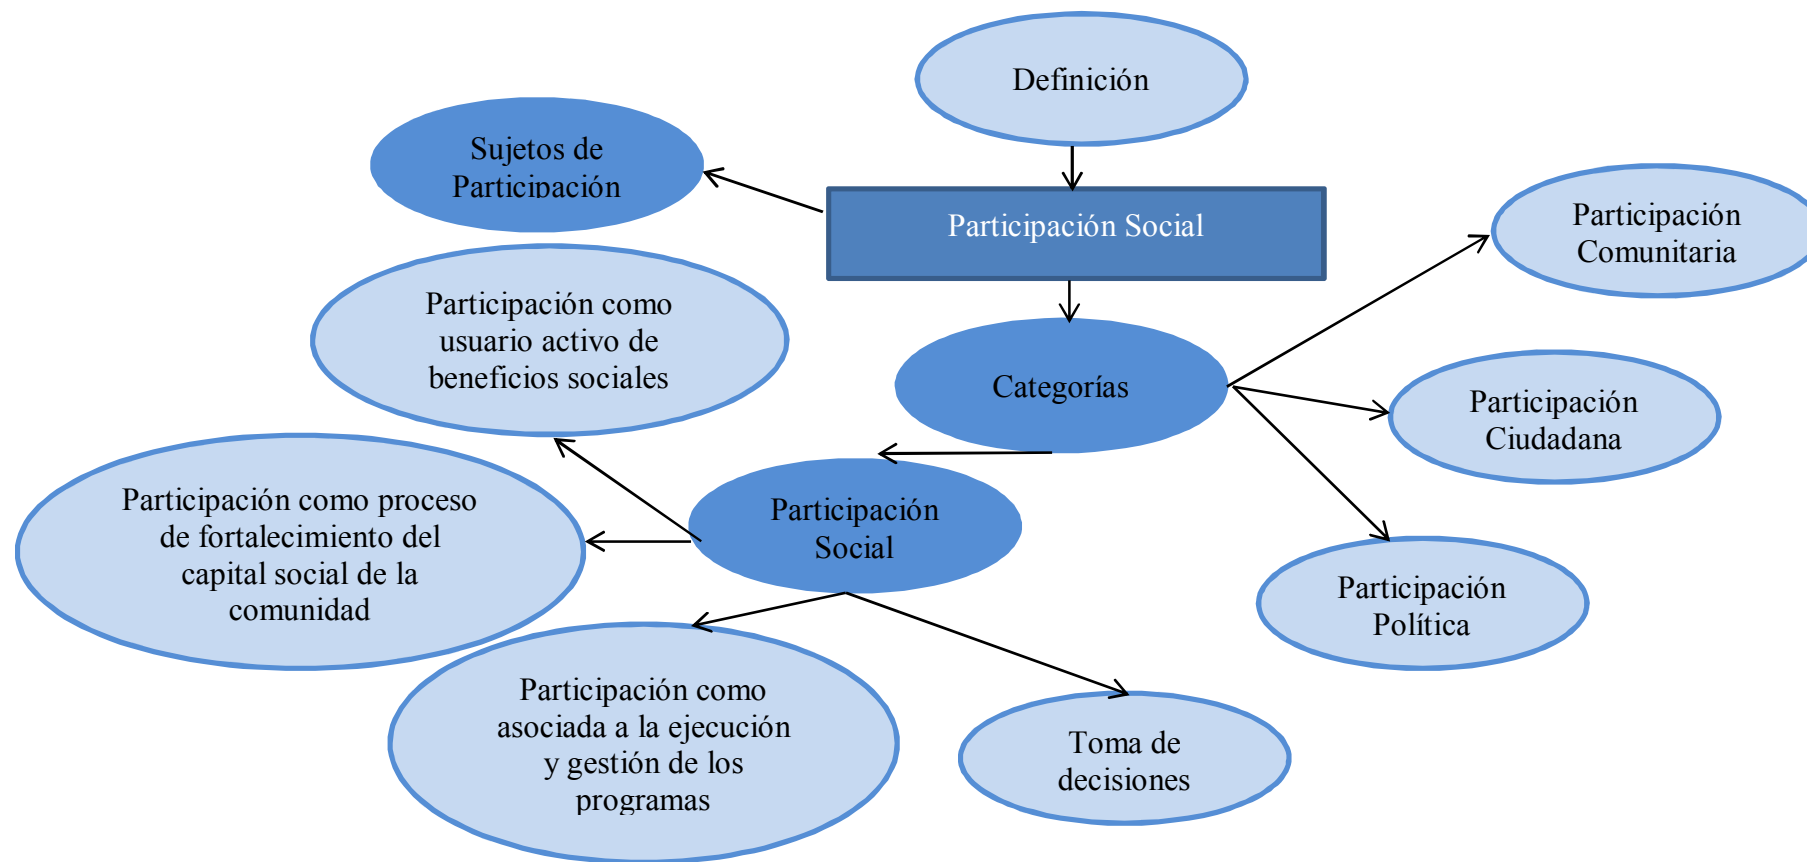 Definición
Sujetos de
Participación
Participación Social
Participación
Comunitaria
Participación como
usuario activo de
beneficios sociales
Categorías
Participación
Ciudadana
Participación como proceso
de fortalecimiento del
capital social de la
comunidad
Participación
Social
Participación
Política
Participación como
asociada a la ejecución
y gestión de los
programas
Toma de
decisiones